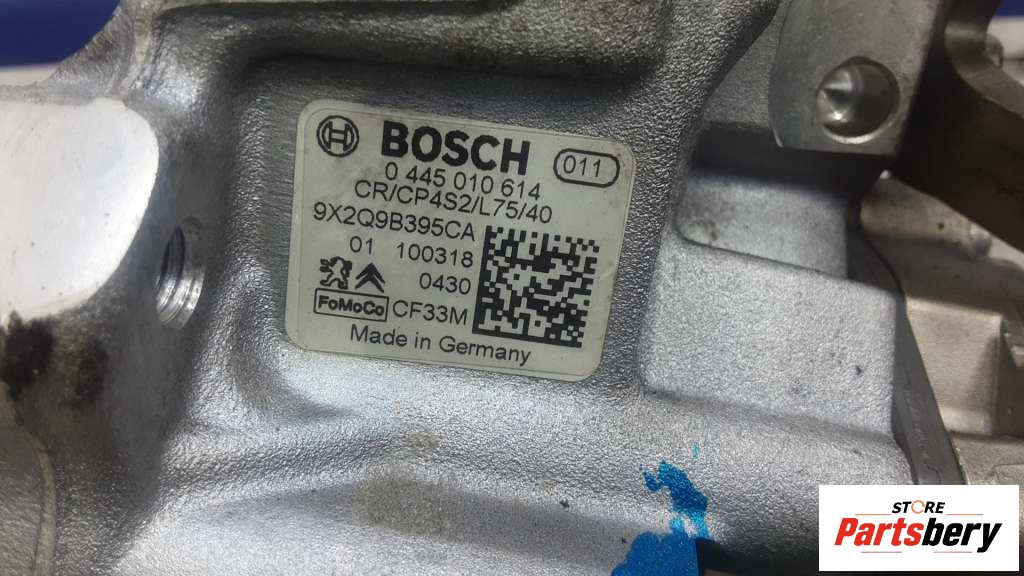 BOSCH 011
0 445 010 614
CR/CP4S2/L75/40
9X2Q9B395CA
01 100318
0430
FoMoCo CF33M
Made in Germany
STORE
Partsbery